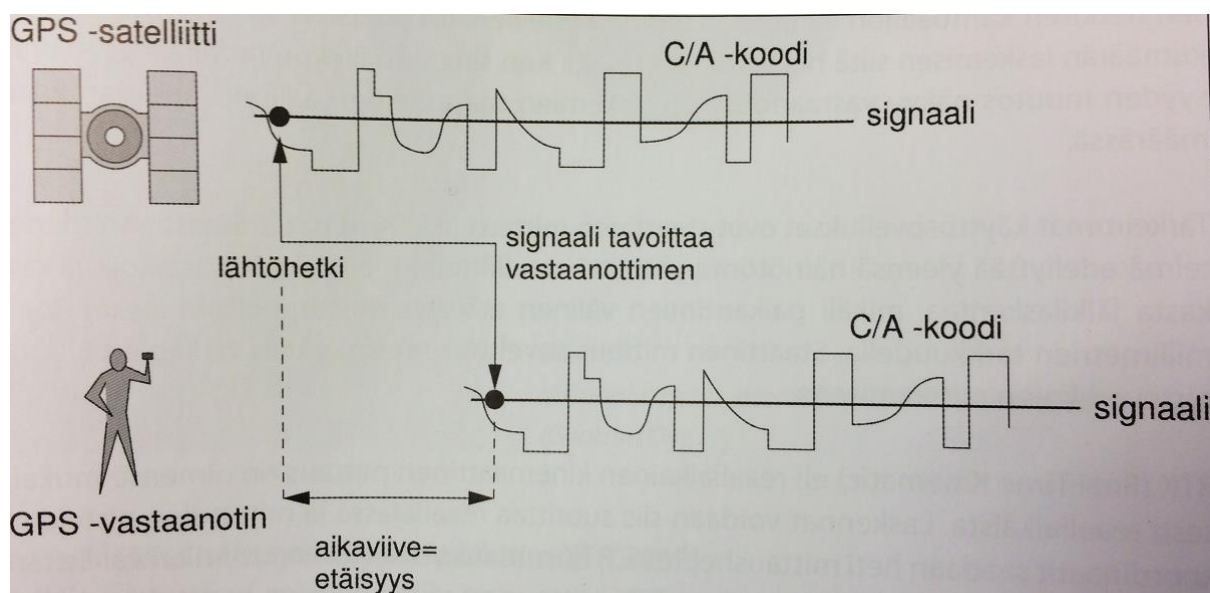 GPS -satelliitti
C/A -koodi
signaali
signaali tavoittaa
vastaanottimen
lähtöhetki
C/A -koodi
signaali
GPS -vastaanotin
aikaviive=
etäisyys